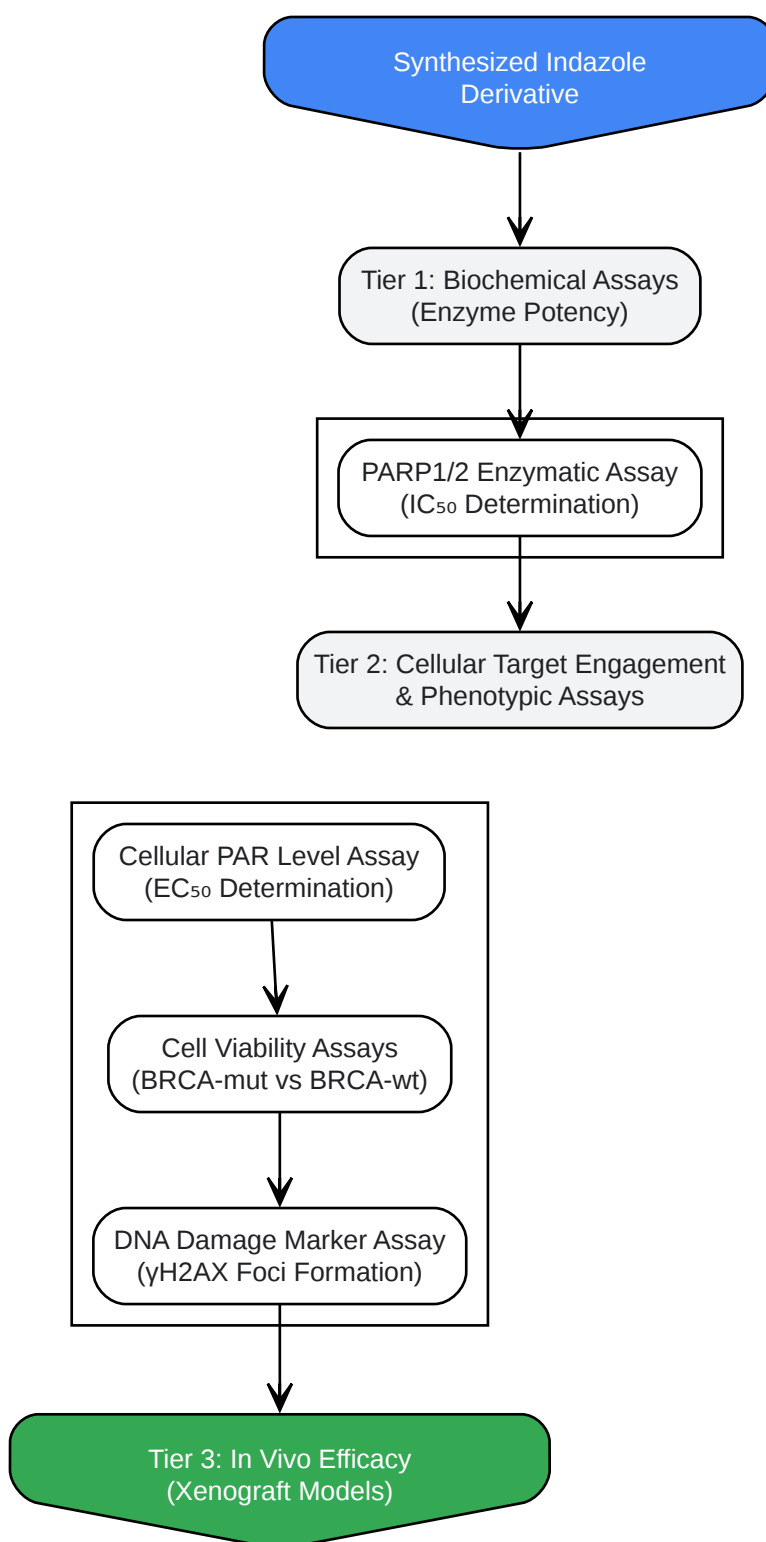 Synthesized Indazole
Derivative
Tier 1: Biochemical Assays
(Enzyme Potency)
PARP1/2 Enzymatic Assay
(IC₅₀ Determination)
Tier 2: Cellular Target Engagement
& Phenotypic Assays
Cellular PAR Level Assay
(EC₅₀ Determination)
Cell Viability Assays
(BRCA-mut vs BRCA-wt)
DNA Damage Marker Assay
(γH2AX Foci Formation)
Tier 3: In Vivo Efficacy
(Xenograft Models)